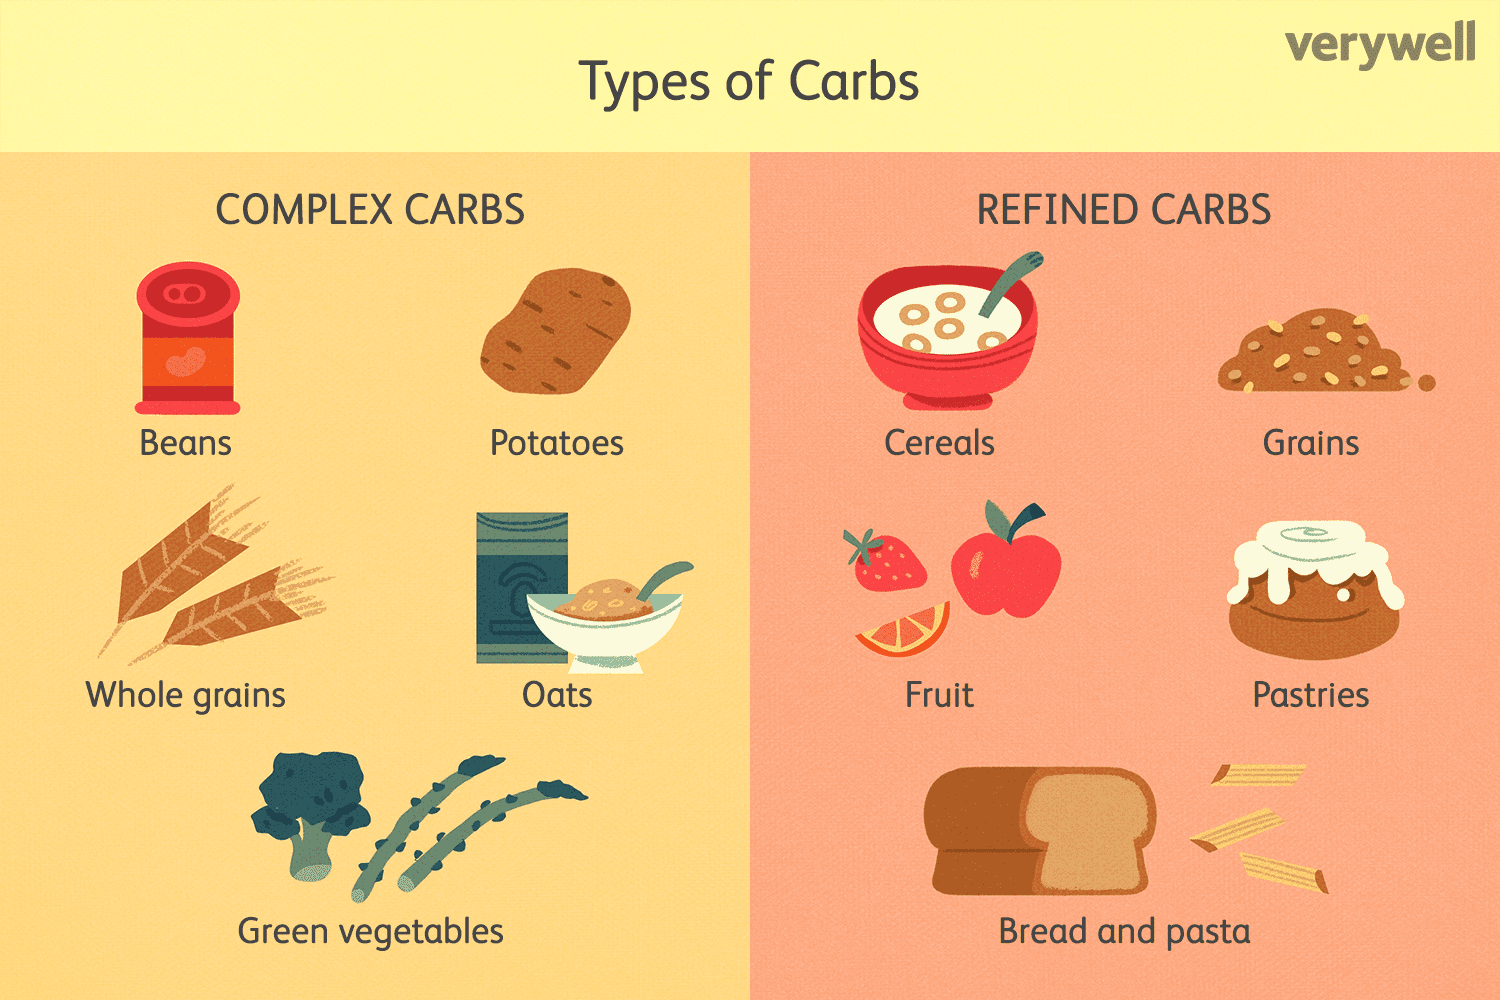 verywell
Types of Carbs
COMPLEX CARBS
Beans
Potatoes
Whole grains
Oats
Green vegetables
REFINED CARBS
Cereals
Grains
Fruit
Pastries
Bread and pasta